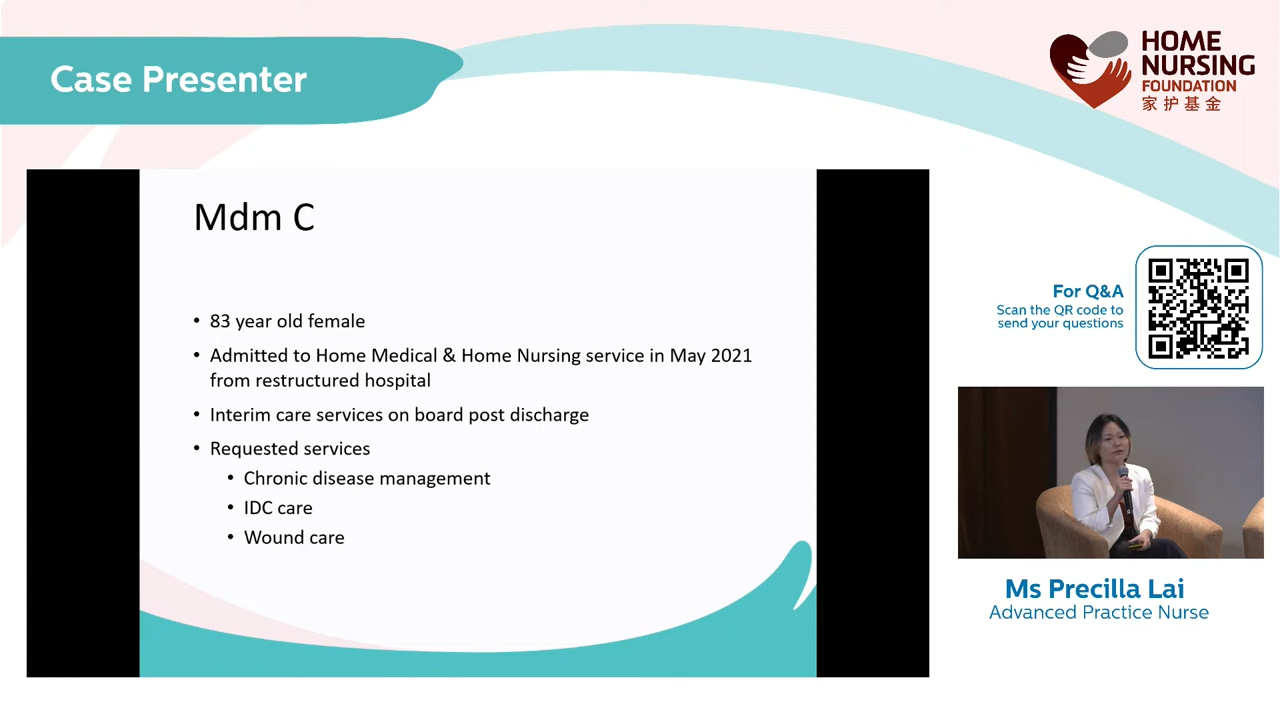 Case Presenter
HOME
NURSING
FOUNDATION
家护基金
Mdm C
• 83 year old female
• Admitted to Home Medical & Home Nursing service in May 2021
from restructured hospital
• Interim care services on board post discharge
• Requested services
• Chronic disease management
• IDC care
• Wound care
For Q&A
Scan the QR code to
send your questions
Ms Precilla Lai
Advanced Practice Nurse